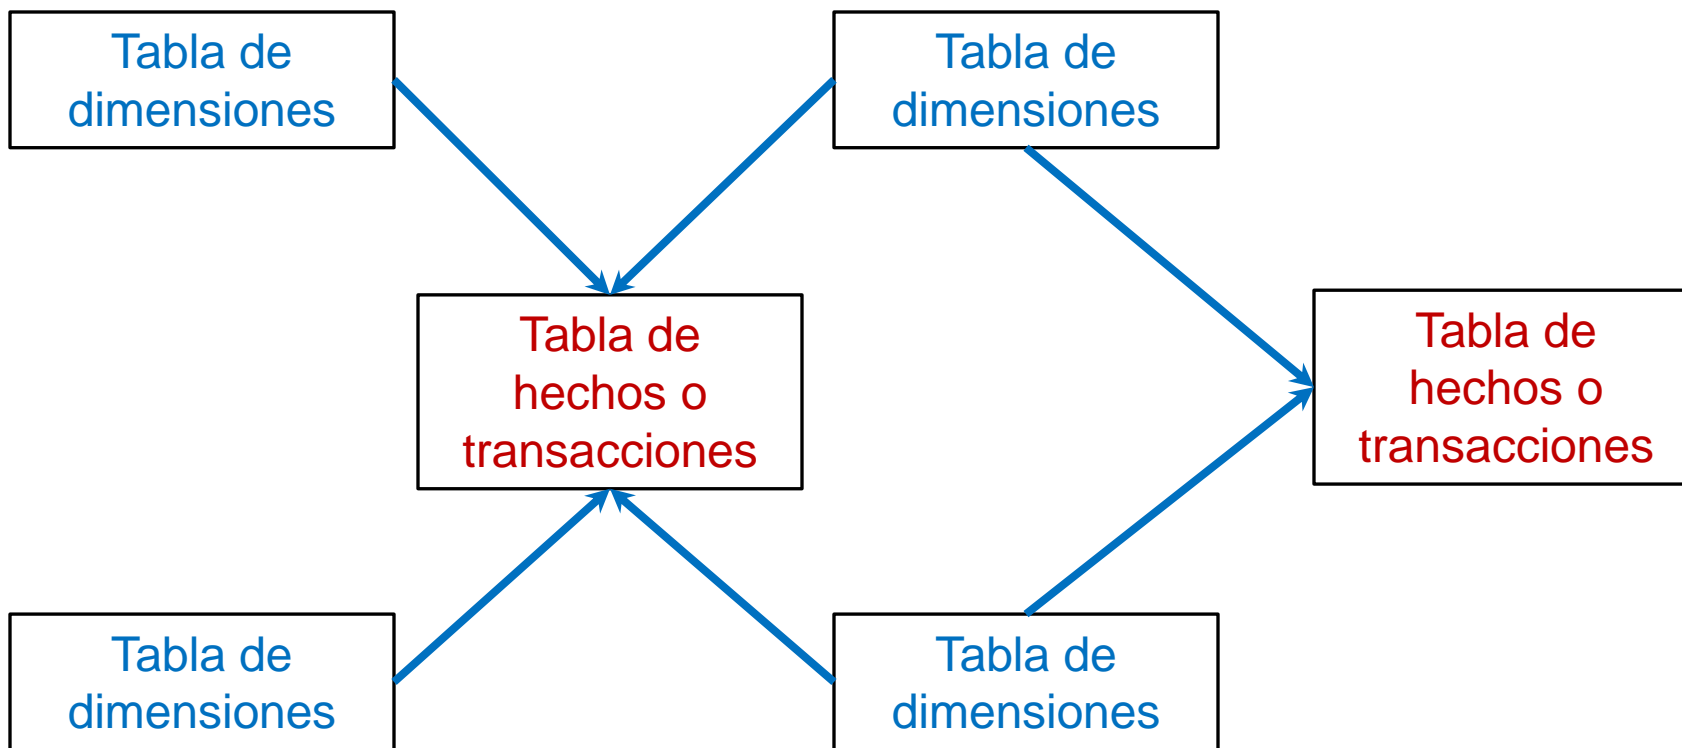 Tabla de
dimensiones
Tabla de
dimensiones
Tabla de
hechos o
transacciones
Tabla de
hechos o
transacciones
Tabla de
dimensiones
Tabla de
dimensiones